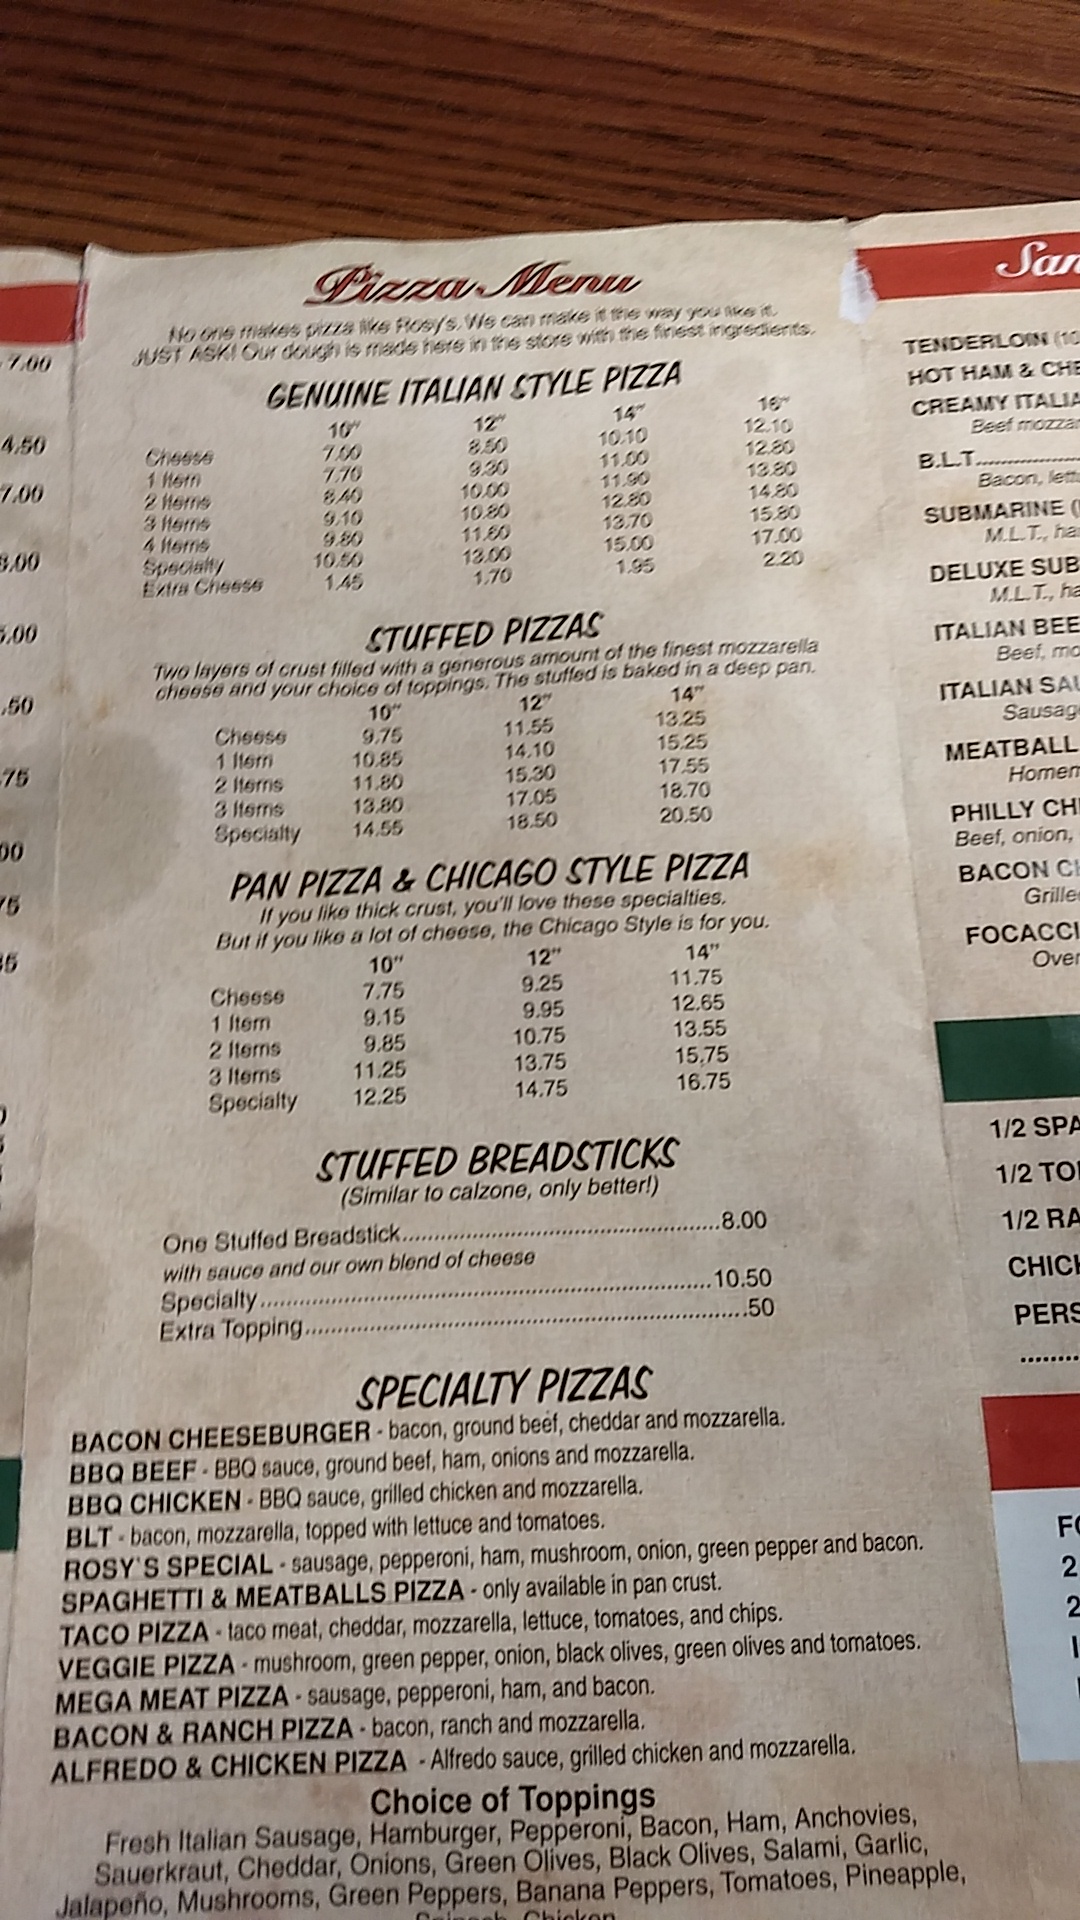 Pizza Menu
No one makes pizza like Rosy's. We can make it the way you like it.
JUST ASK! Our dough is made here in the store with the finest ingredients.
GENUINE ITALIAN STYLE PIZZA
10" 12" 14" 16"
Cheese 7.00 8.50 10.10 12.10
1 Item 7.70 9.30 11.00 12.80
2 Items 8.40 10.00 11.90 13.80
3 Items 9.10 10.80 12.80 14.80
4 Items 9.80 11.60 13.70 15.80
Specialty 10.50 13.00 15.00 17.00
Extra Cheese 1.45 1.70 1.95 2.20
STUFFED PIZZAS
Two layers of crust filled with a generous amount of the finest mozzarella
cheese and your choice of toppings. The stuffed is baked in a deep pan.
10" 12" 14"
Cheese 9.75 11.55 13.25
1 Item 10.85 14.10 15.25
2 Items 11.80 15.30 17.55
3 Items 13.80 17.05 18.70
Specialty 14.55 18.50 20.50
PAN PIZZA & CHICAGO STYLE PIZZA
If you like thick crust, you'll love these specialties.
But if you like a lot of cheese, the Chicago Style is for you.
10" 12" 14"
Cheese 7.75 9.25 11.75
1 Item 9.15 9.95 12.65
2 Items 9.85 10.75 13.55
3 Items 11.25 13.75 15.75
Specialty 12.25 14.75 16.75
STUFFED BREADSTICKS
(Similar to calzone, only better!)
One Stuffed Breadstick..........8.00
with sauce and our own blend of cheese
Specialty..........10.50
Extra Topping..........50
SPECIALTY PIZZAS
BACON CHEESEBURGER - bacon, ground beef, cheddar and mozzarella.
BBQ BEEF - BBQ sauce, ground beef, ham, onions and mozzarella.
BBQ CHICKEN - BBQ sauce, grilled chicken and mozzarella.
BLT - bacon, mozzarella, topped with lettuce and tomatoes.
ROSY'S SPECIAL - sausage, pepperoni, ham, mushroom, onion, green pepper and bacon.
SPAGHETTI & MEATBALLS PIZZA - only available in pan crust.
TACO PIZZA - taco meat, cheddar, mozzarella, lettuce, tomatoes, and chips.
VEGGIE PIZZA - mushroom, green pepper, onion, black olives, green olives and tomatoes.
MEGA MEAT PIZZA - sausage, pepperoni, ham, and bacon.
BACON & RANCH PIZZA - bacon, ranch and mozzarella.
ALFREDO & CHICKEN PIZZA - Alfredo sauce, grilled chicken and mozzarella.
Choice of Toppings
Fresh Italian Sausage, Hamburger, Pepperoni, Bacon, Ham, Anchovies,
Sauerkraut, Cheddar, Onions, Green Olives, Black Olives, Salami, Garlic,
Jalapeño, Mushrooms, Green Peppers, Banana Peppers, Tomatoes, Pineapple,
Spinach, Chicken
7.00
4.50
7.00
.50
TENDERLOIN
HOT HAM &
CREAMY
Beef
B.L.T.
Bacon,
SUBMARINE
M.L.T.,
DELUXE SUB
M.L.T.,
ITALIAN
Beef,
ITALIAN
MEATBALL
PHILLY
Beef, onion,
BACON
1/2
1/2
1/2